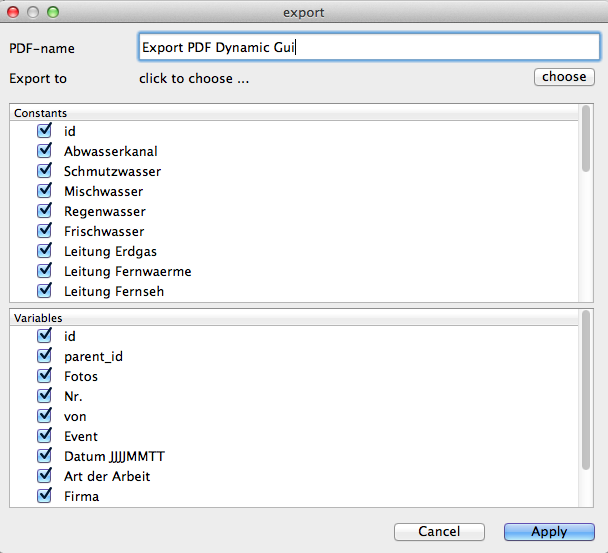 export
PDF-name Export PDF Dynamic Gui
Export to click to choose ... choose
Constants
id
Abwasserkanal
Schmutzwasser
Mischwasser
Regenwasser
Frischwasser
Leitung Erdgas
Leitung Fernwaerme
Leitung Fernseh
Variables
id
parent_id
Fotos
Nr.
von
Event
Datum JJJJMMTT
Art der Arbeit
Firma
Cancel Apply